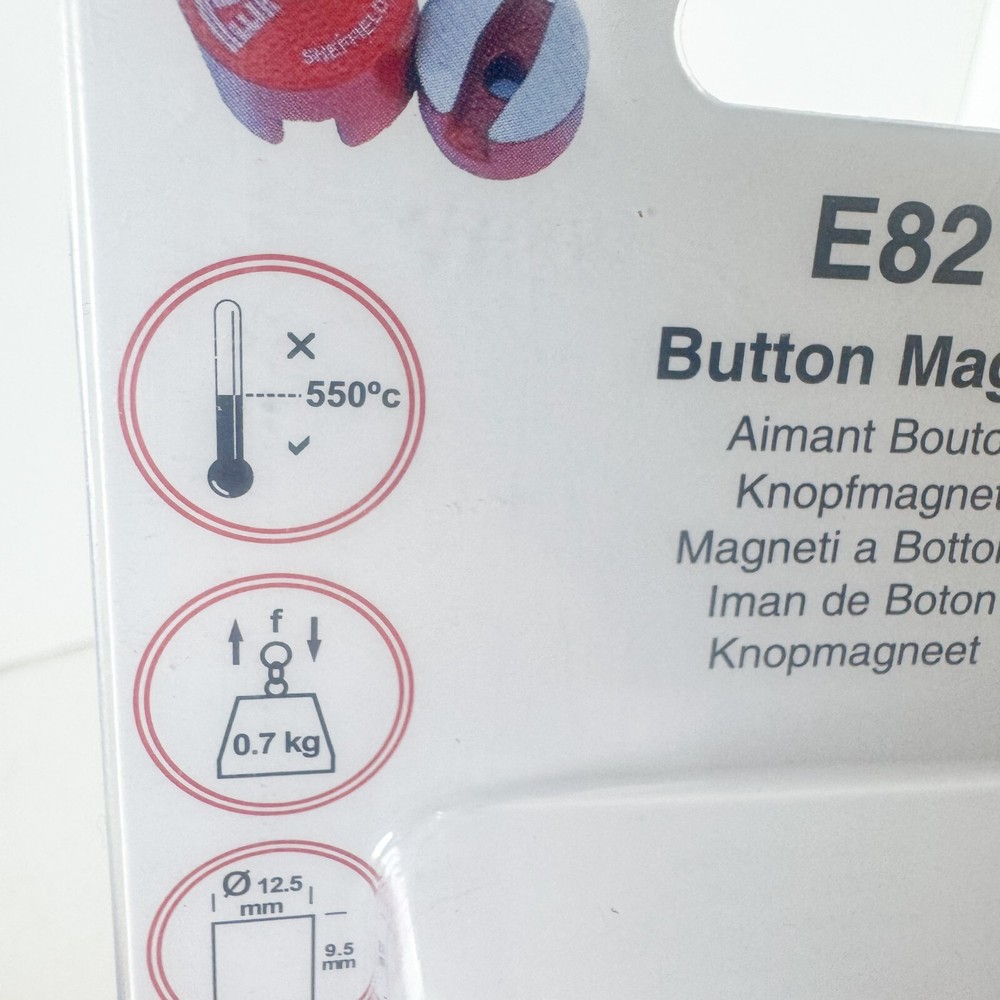 SHEFFIELD
E82
Button Mag
Aimant Bouto
Knopfmagnet
Magneti a Botto
Iman de Boton
Knopmagneet
550ºc
f
0.7 kg
Ø 12.5
mm
9.5
mm